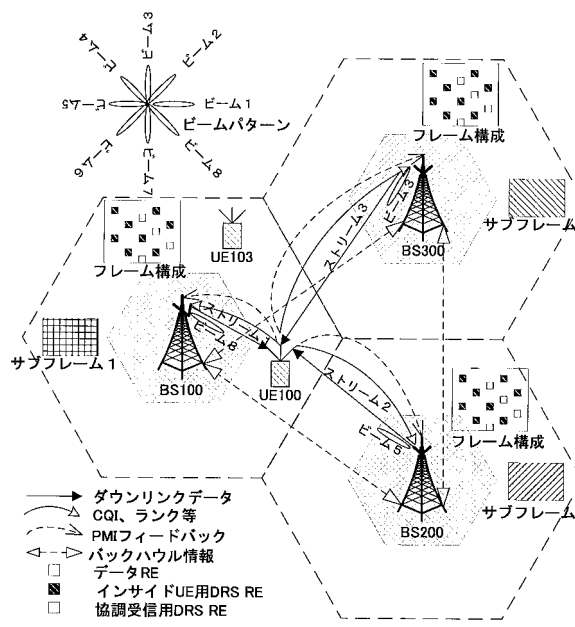 ビーム3
ビーム4
ビーム2
ビーム5
ビーム1
ビームパターン
ビーム6
ビーム8
ビーム7
フレーム構成
ビーム3
サブフレーム
ストリーム3
BS300
フレーム構成
UE103
サブフレーム1
ストリーム1
ビーム8
BS100
UE100
ストリーム2
ビーム5
フレーム構成
サブフレーム
BS200
ダウンリンクデータ
CQI、ランク等
PMIフィードバック
バックハウル情報
データRE
インサイドUE用DRS RE
協調受信用DRS RE